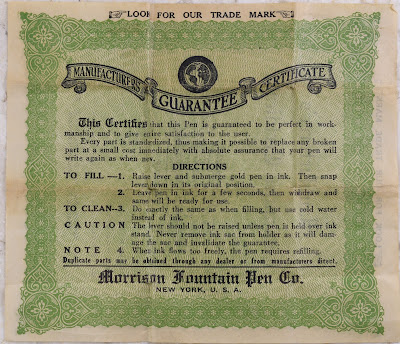 "LOOK FOR OUR TRADE MARK"
MANUFACTURERS GUARANTEE CERTIFICATE
This Certifies that this Pen is guaranteed to be perfect in work-
manship and to give entire satisfaction to the user.
Every part is standardized, thus making it possible to replace any broken
part at a small cost immediately with absolute assurance that your pen will
write again as when new.
DIRECTIONS
TO FILL—1. Raise lever and submerge gold pen in ink. Then snap
lever down in its original position.
2. Leave pen in ink for a few seconds, then withdraw and
same will be ready for use.
TO CLEAN—3. Do exactly the same as when filling, but use cold water
instead of ink.
CAUTION The lever should not be raised unless pen is held over ink
stand. Never remove ink sac from holder as it will dam-
age the sac and invalidate the guarantee.
NOTE 4. When ink flows too freely, the pen requires refilling.
Duplicate parts may be obtained through any dealer or from manufacturers direct.
Morrison Fountain Pen Co.
NEW YORK, U. S. A.